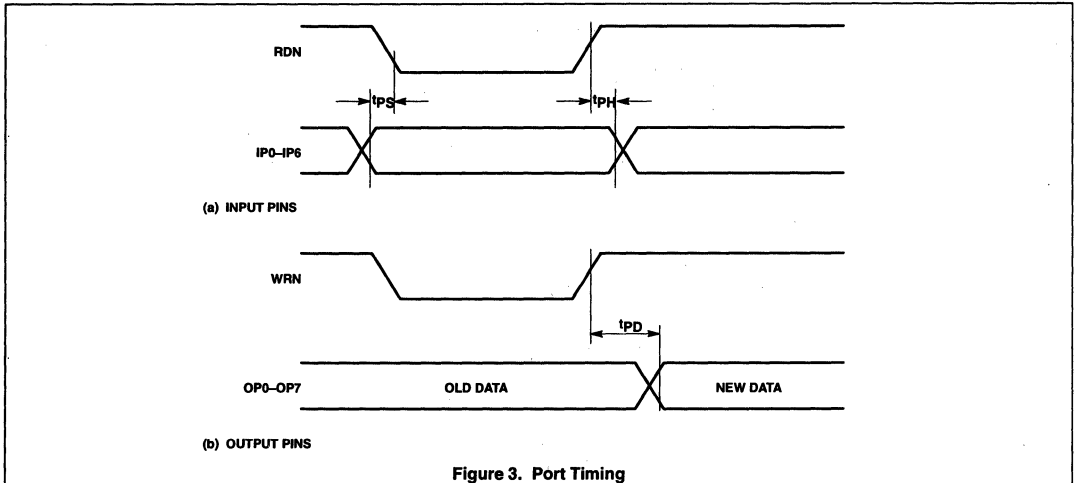 RDN
tPS
tPH
IP0–IP6
(a) INPUT PINS
WRN
tPD
OP0–OP7
OLD DATA
NEW DATA
(b) OUTPUT PINS
Figure 3. Port Timing